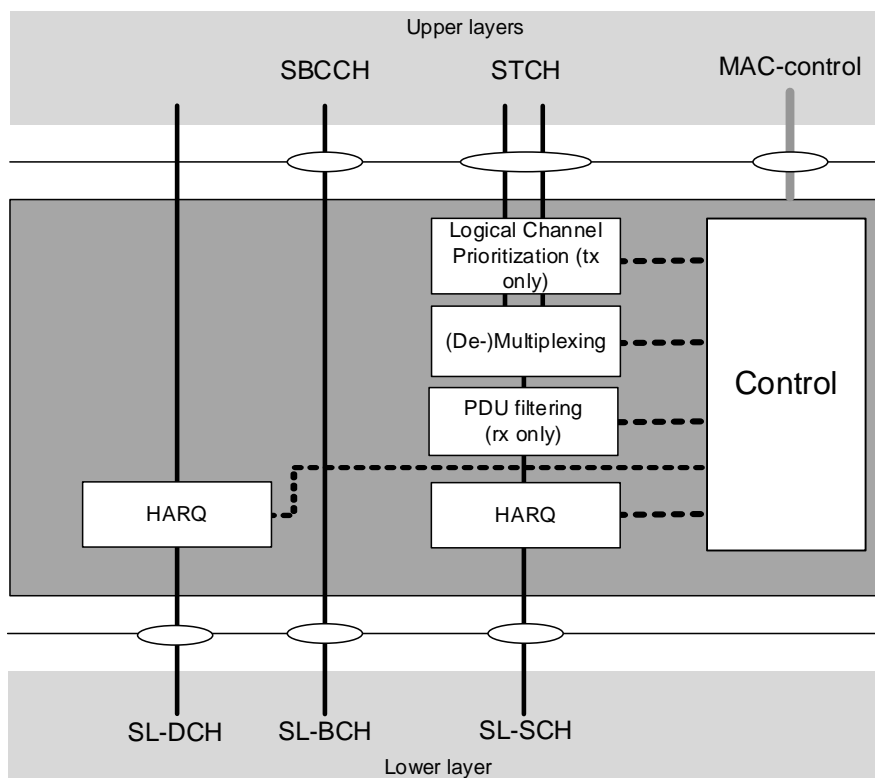 Upper layers
SBCCH
STCH
MAC-control
Logical Channel
Prioritization (tx
only)
(De-)Multiplexing
PDU filtering
(rx only)
Control
HARQ
HARQ
SL-DCH
SL-BCH
SL-SCH
Lower layer